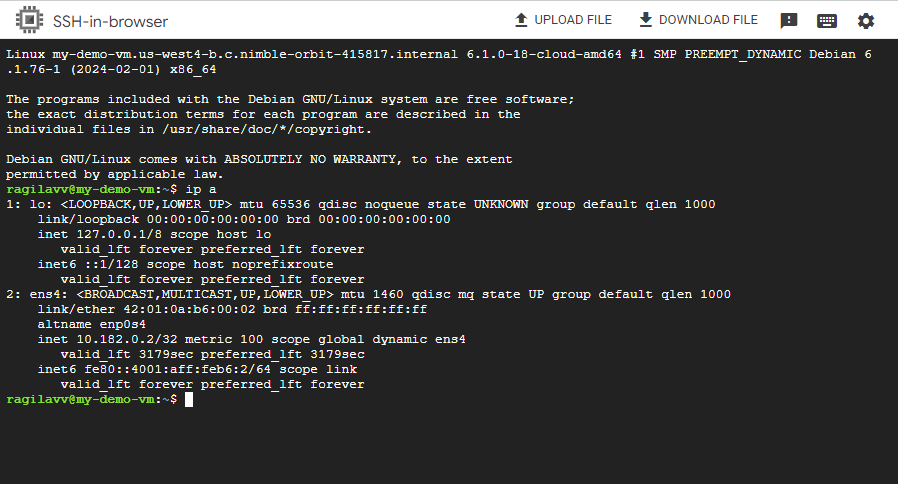 SSH-in-browser
UPLOAD FILE
DOWNLOAD FILE
Linux my-demo-vm.us-west4-b.c.nimble-orbit-415817.internal 6.1.0-18-cloud-amd64 #1 SMP PREEMPT_DYNAMIC Debian 6
.1.76-1 (2024-02-01) x86_64
The programs included with the Debian GNU/Linux system are free software;
the exact distribution terms for each program are described in the
individual files in /usr/share/doc/*/copyright.
Debian GNU/Linux comes with ABSOLUTELY NO WARRANTY, to the extent
permitted by applicable law.
ragilavv@my-demo-vm:~$ ip a
1: lo: <LOOPBACK,UP,LOWER_UP> mtu 65536 qdisc noqueue state UNKNOWN group default qlen 1000
link/loopback 00:00:00:00:00:00 brd 00:00:00:00:00:00
inet 127.0.0.1/8 scope host lo
valid_lft forever preferred_lft forever
inet6 ::1/128 scope host noprefixroute
valid_lft forever preferred_lft forever
2: ens4: <BROADCAST,MULTICAST,UP,LOWER_UP> mtu 1460 qdisc mq state UP group default qlen 1000
link/ether 42:01:0a:b6:00:02 brd ff:ff:ff:ff:ff:ff
altname enp0s4
inet 10.182.0.2/32 metric 100 scope global dynamic ens4
valid_lft 3179sec preferred_lft 3179sec
inet6 fe80::4001:aff:feb6:2/64 scope link
valid_lft forever preferred_lft forever
ragilavv@my-demo-vm:~$